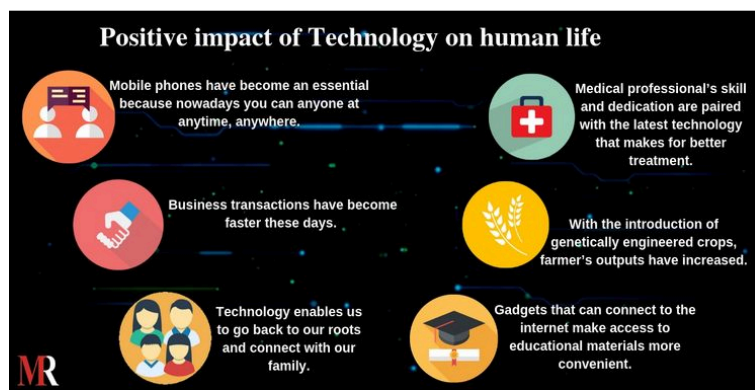 Positive impact of Technology on human life
Mobile phones have become an essential
because nowadays you can anyone at
anytime, anywhere.
Medical professional's skill
and dedication are paired
with the latest technology
that makes for better
treatment.
Business transactions have become
faster these days.
With the introduction of
genetically engineered crops,
farmer's outputs have increased.
Technology enables us
to go back to our roots
and connect with our
family.
Gadgets that can connect to the
internet make access to
educational materials more
convenient.
MR